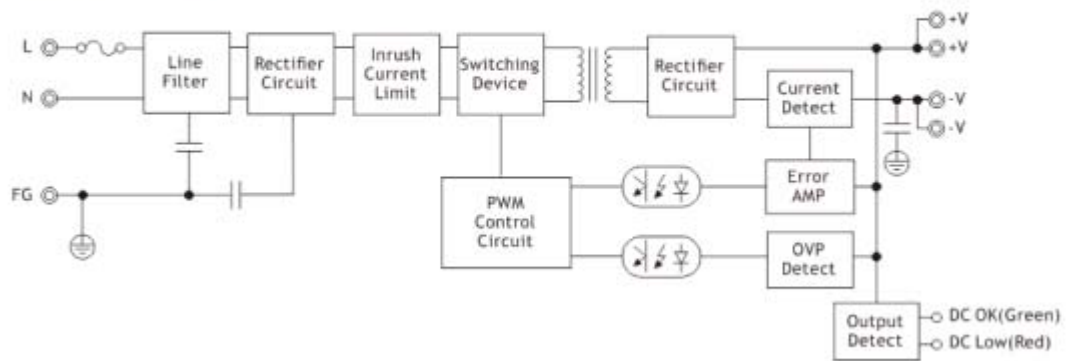 +V
L
+V
Line
Filter
Rectifier
Circuit
Inrush
Current
Limit
Switching
Device
Rectifier
Circuit
Current
Detect
N
-V
-V
FG
PWM
Control
Circuit
Error
AMP
OVP
Detect
Output
Detect
DC OK(Green)
DC Low(Red)